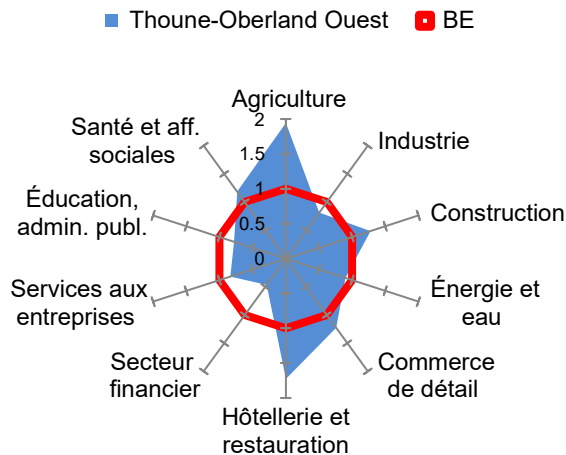 Thoune-Oberland Ouest
BE
Agriculture
2
1.5
1
0.5
0
Industrie
Construction
Énergie et
eau
Commerce
de détail
Hôtellerie et
restauration
Secteur
financier
Services aux
entreprises
Éducation,
admin. publ.
Santé et aff.
sociales